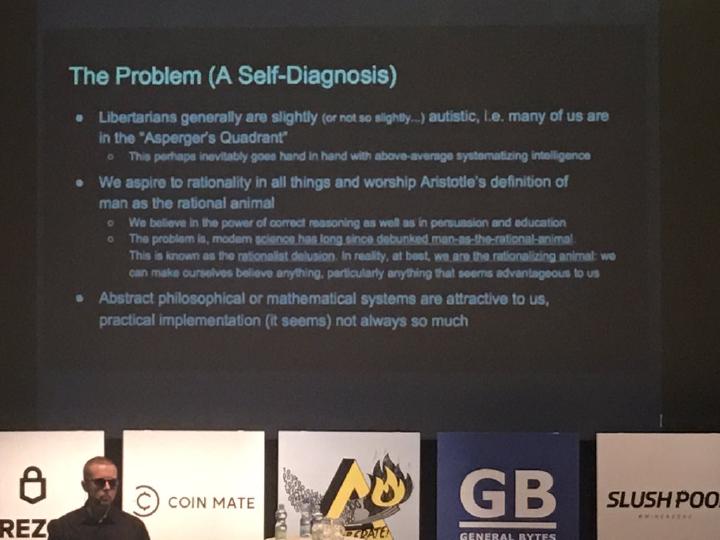 The Problem (A Self-Diagnosis)
● Libertarians generally are slightly (or not so slightly...) autistic, i.e. many of us are
in the "Asperger's Quadrant"
○ This perhaps inevitably goes hand in hand with above-average systematizing intelligence
● We aspire to rationality in all things and worship Aristotle's definition of
man as the rational animal
○ We believe in the power of correct reasoning as well as in persuasion and education
○ The problem is, modern science has long since debunked man-as-the-rational-animal.
This is known as the rationalist delusion. In reality, at best, we are the rationalizing animal: we
can make ourselves believe anything, particularly anything that seems advantageous to us
● Abstract philosophical or mathematical systems are attractive to us,
practical implementation (it seems) not always so much
REZ
COIN MATE
GB
GENERAL BYTES
SLUSH POO